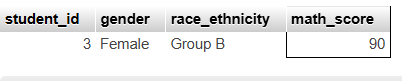 student_id gender race_ethnicity math_score
3 Female Group B 90